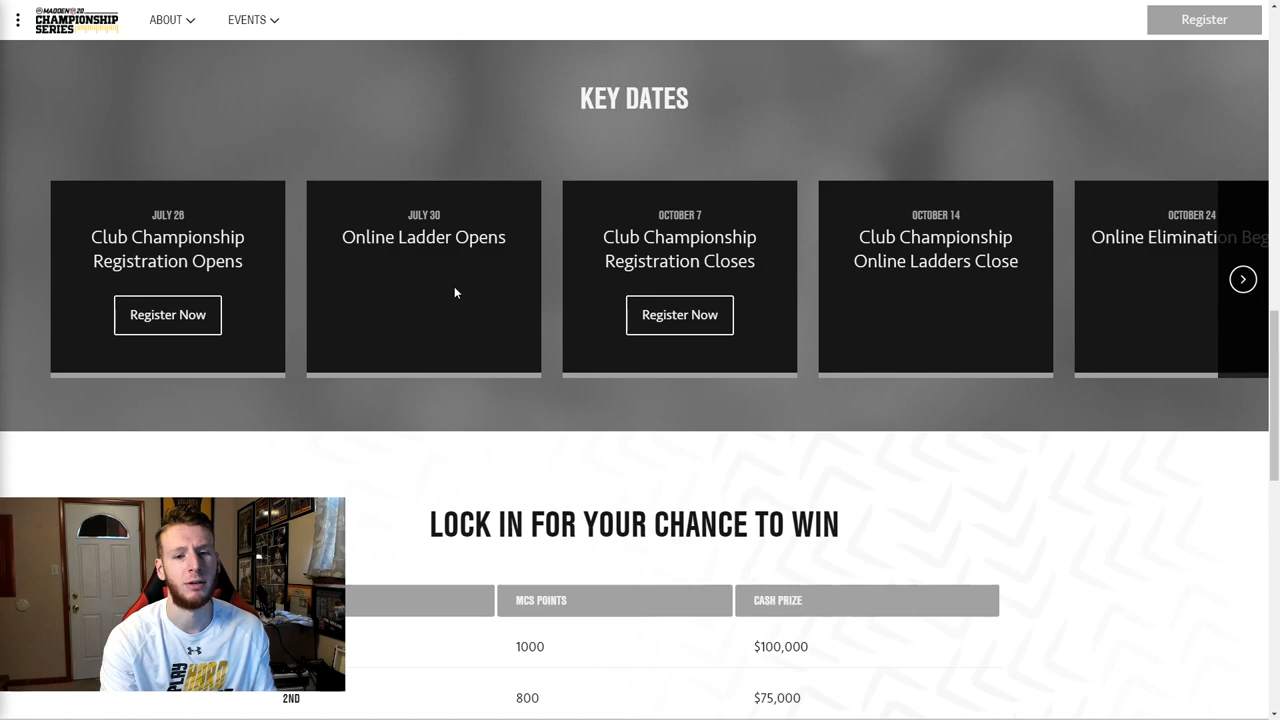 MADDEN 20
CHAMPIONSHIP
SERIES
ABOUT
EVENTS
Register
KEY DATES
JULY 26
Club Championship
Registration Opens
Register Now
JULY 30
Online Ladder Opens
OCTOBER 7
Club Championship
Registration Closes
Register Now
OCTOBER 14
Club Championship
Online Ladders Close
OCTOBER 24
Online Elimination Beg
LOCK IN FOR YOUR CHANCE TO WIN
MCS POINTS
CASH PRIZE
1000
$100,000
2ND
800
$75,000